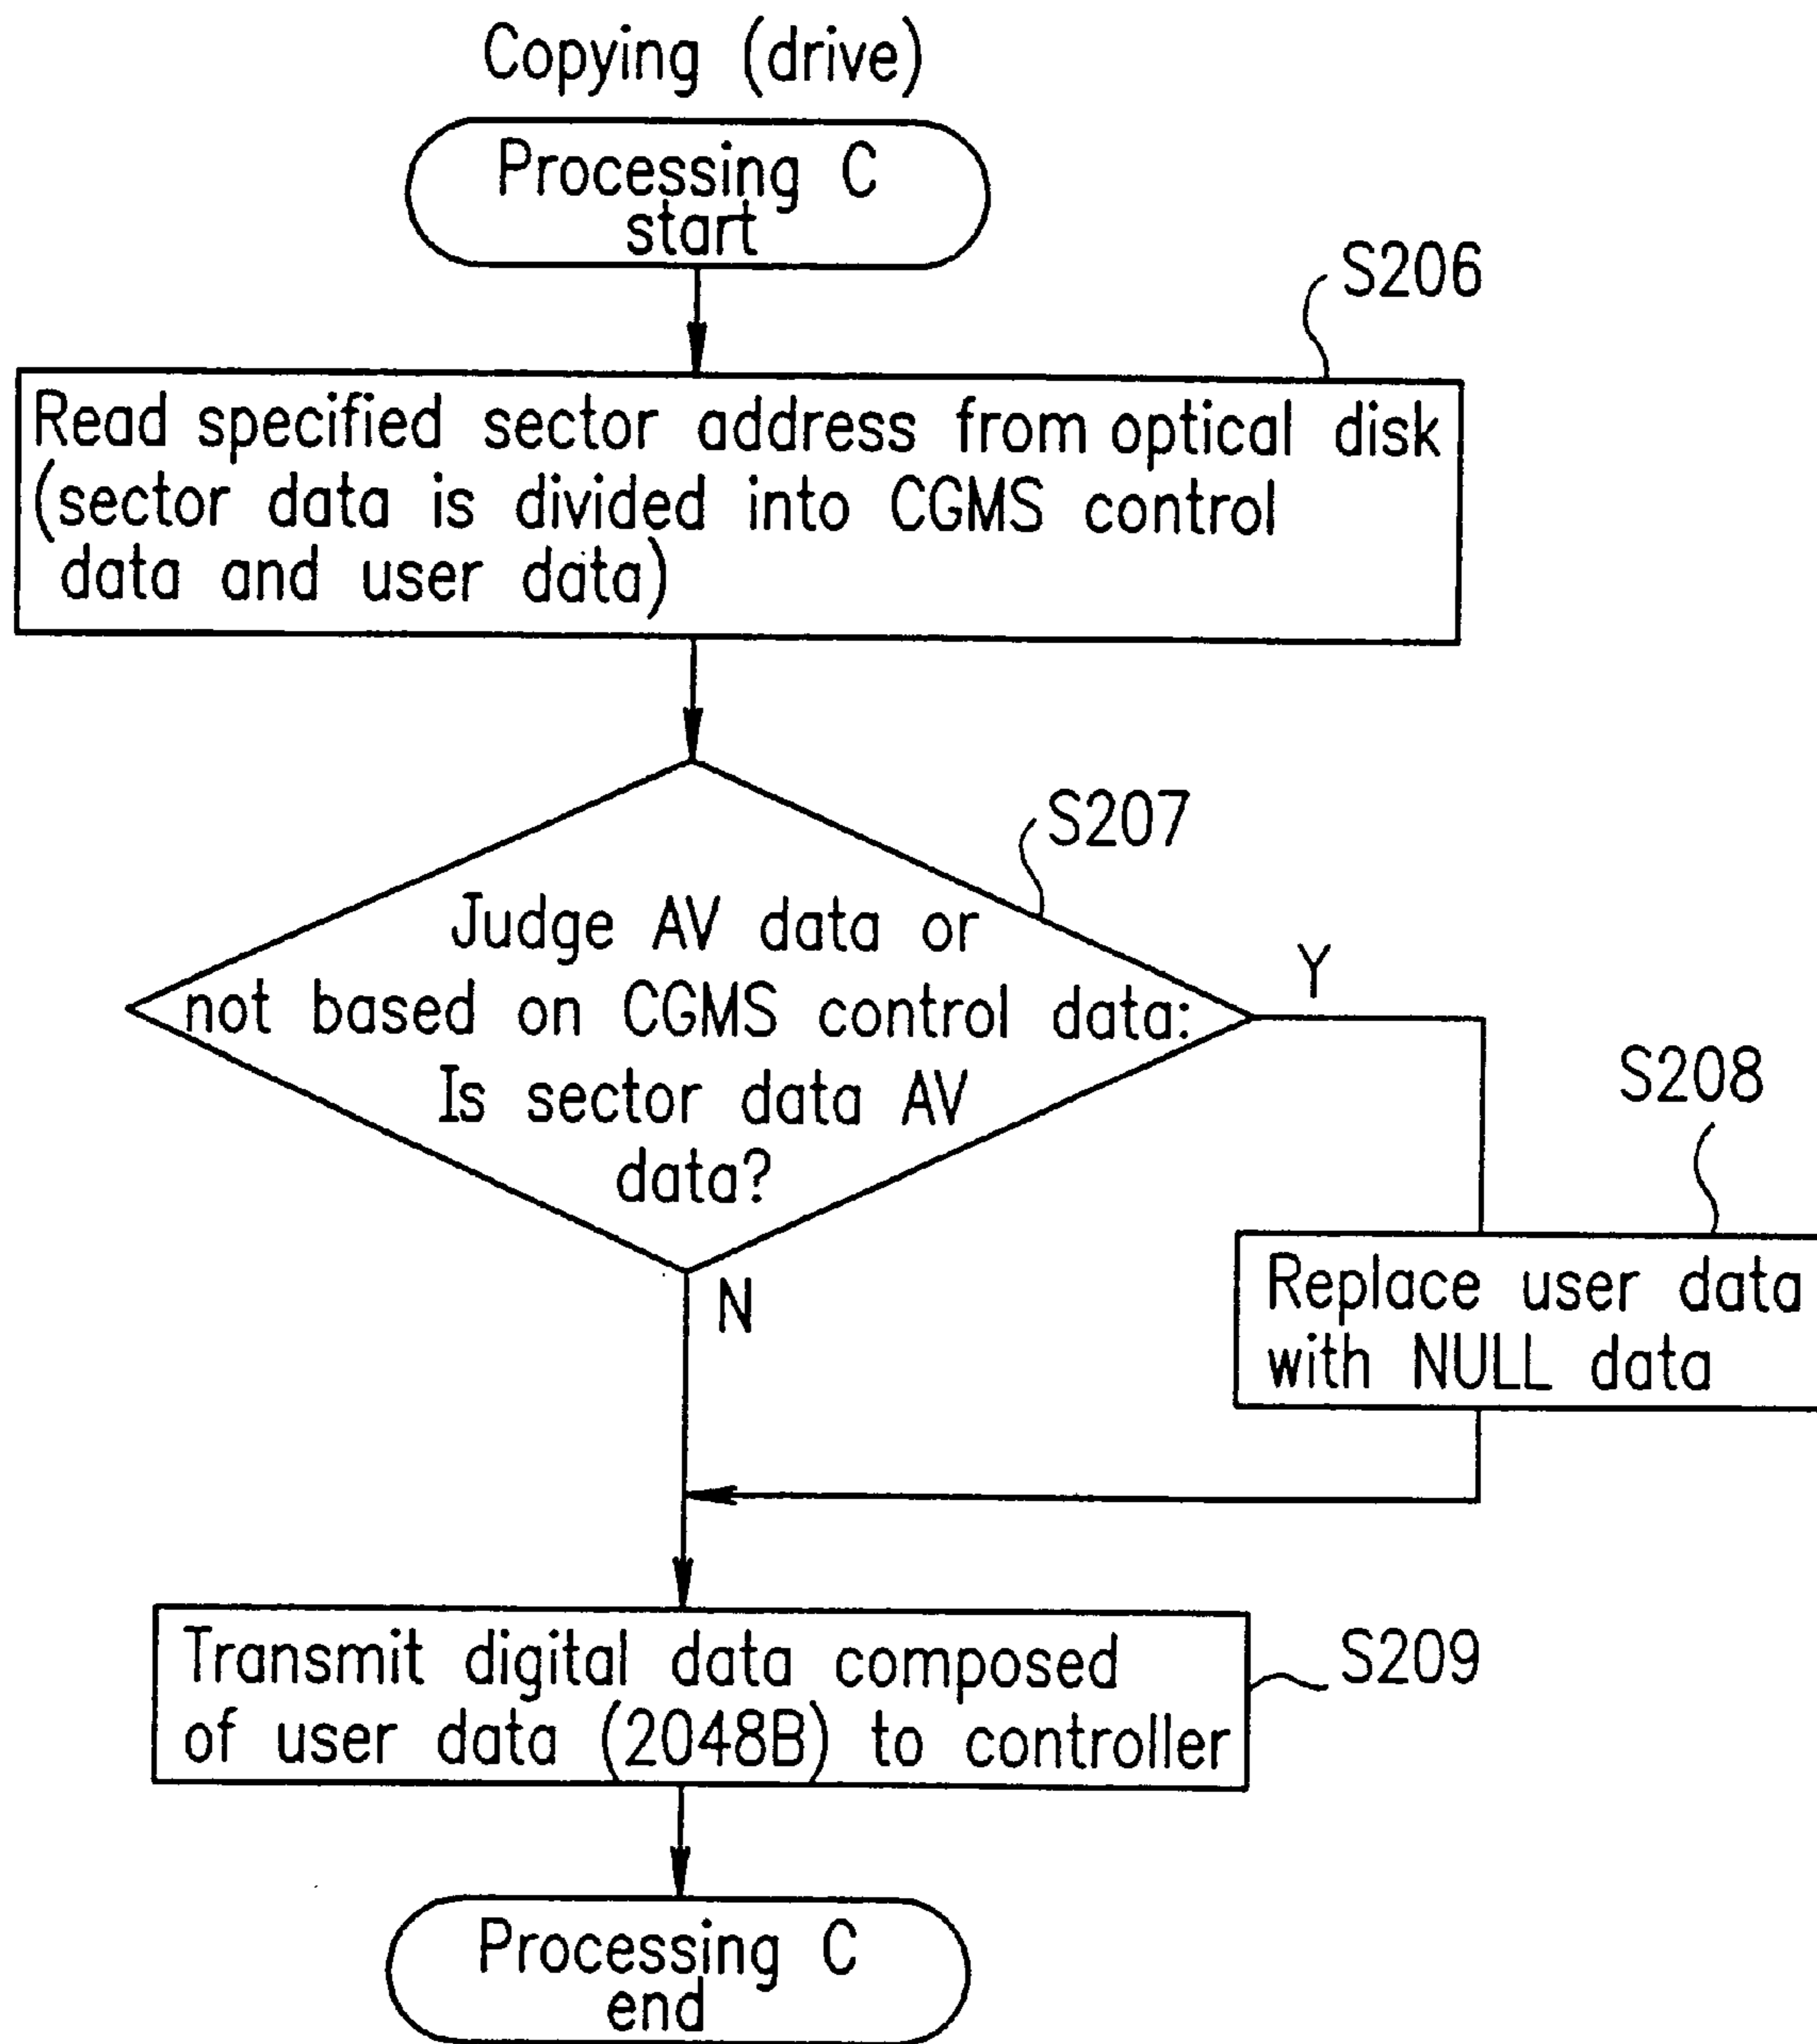 Copying (drive)
Processing C
start
S206
Read specified sector address from optical disk
(sector data is divided into CGMS control
data and user data)
S207
Judge AV data or
not based on CGMS control data:
Is sector data AV
data?
Y
N
S208
Replace user data
with NULL data
Transmit digital data composed
of user data (2048B) to controller
S209
Processing C
end